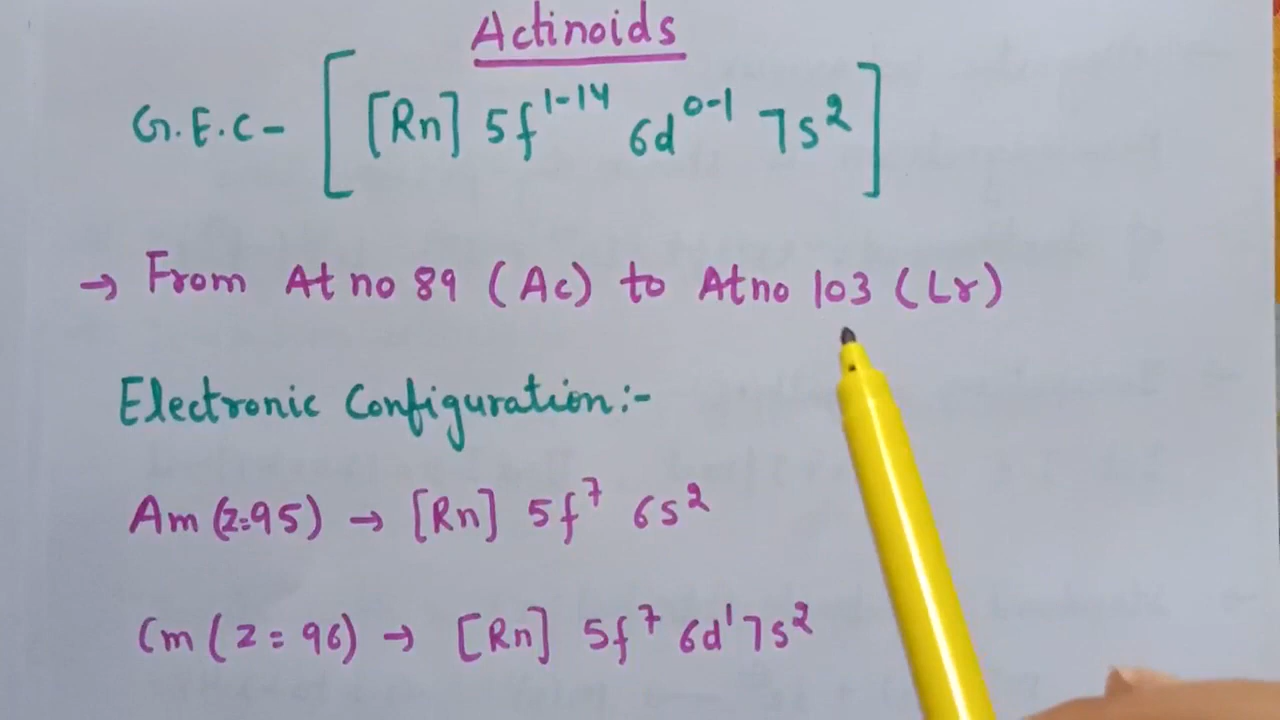 Actinoids
G.E.C - [[Rn] 5f¹⁻¹⁴ 6d⁰⁻¹ 7s²]
→ From At no 89 (Ac) to At no 103 (Lr)
Electronic Configuration:-
Am (z=95) → [Rn] 5f⁷ 6s²
Cm (z = 96) → [Rn] 5f⁷ 6d¹ 7s²